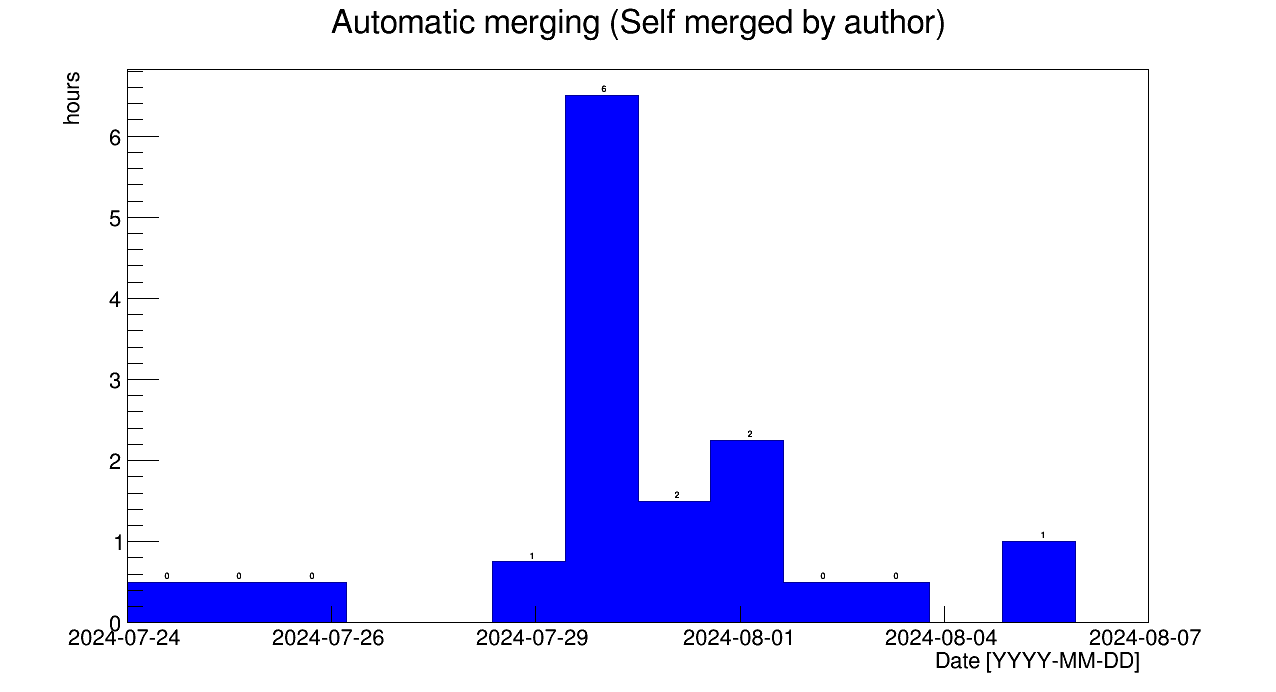 Automatic merging (Self merged by author)
hours
6
6
5
4
3
2
2
2
1
1
1
0 0 0 0 0
0
2024-07-24 2024-07-26 2024-07-29 2024-08-01 2024-08-04 2024-08-07
Date [YYYY-MM-DD]